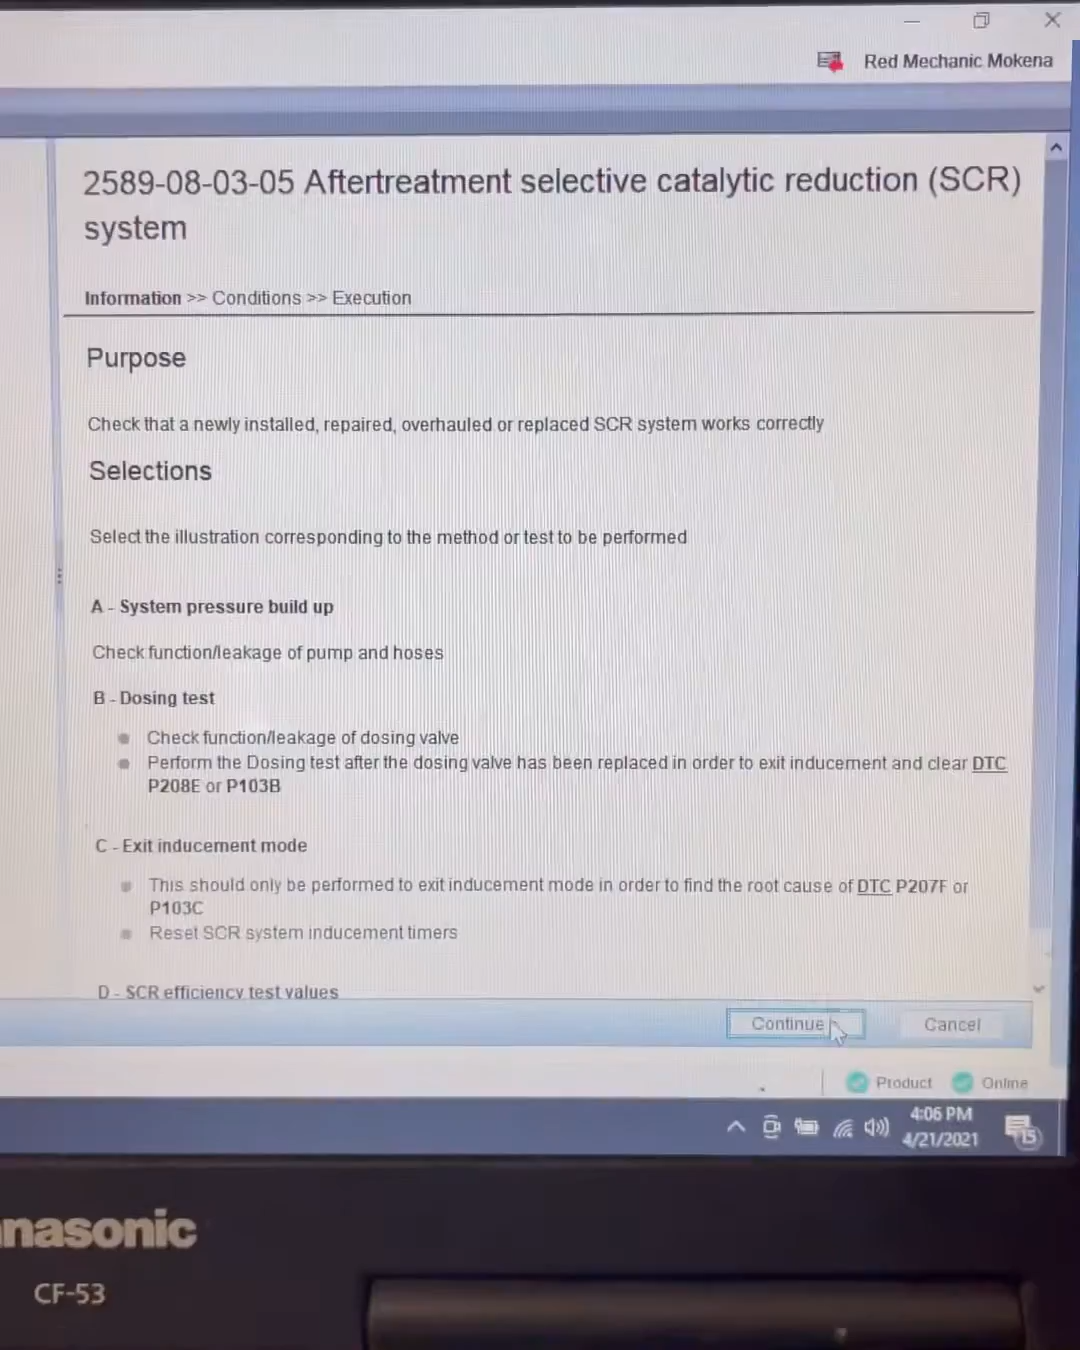 Red Mechanic Mokena
2589-08-03-05 Aftertreatment selective catalytic reduction (SCR)
system
Information >> Conditions >> Execution
Purpose
Check that a newly installed, repaired, overhauled or replaced SCR system works correctly
Selections
Select the illustration corresponding to the method or test to be performed
A - System pressure build up
Check function/leakage of pump and hoses
B - Dosing test
Check function/leakage of dosing valve
Perform the Dosing test after the dosing valve has been replaced in order to exit inducement and clear DTC
P208E or P103B
C - Exit inducement mode
This should only be performed to exit inducement mode in order to find the root cause of DTC P207F or
P103C
Reset SCR system inducement timers
D - SCR efficiency test values
Continue Cancel
Product Online
4:06 PM
4/21/2021
15
nasonic
CF-53